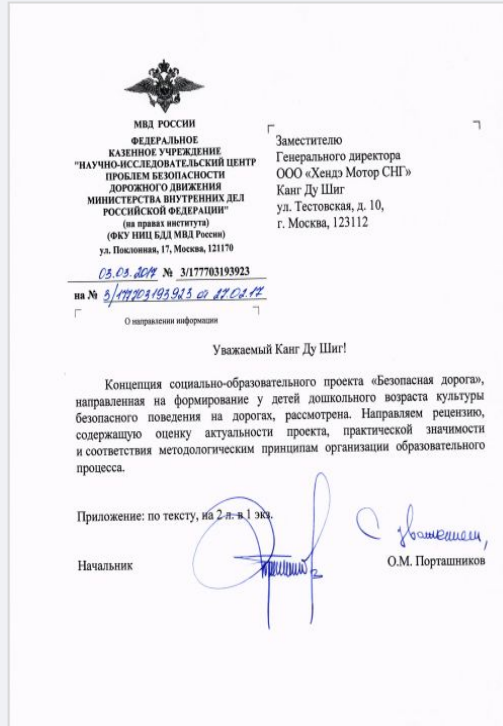 МВД РОССИИ
ФЕДЕРАЛЬНОЕ
КАЗЕННОЕ УЧРЕЖДЕНИЕ
"НАУЧНО-ИССЛЕДОВАТЕЛЬСКИЙ ЦЕНТР
ПРОБЛЕМ БЕЗОПАСНОСТИ
ДОРОЖНОГО ДВИЖЕНИЯ
МИНИСТЕРСТВА ВНУТРЕННИХ ДЕЛ
РОССИЙСКОЙ ФЕДЕРАЦИИ"
(на правах института)
(ФКУ НИЦ БДД МВД России)
ул. Поклонная, 17, Москва, 121170
03.03.2017 № 3/177703193923
на № 3/177703193923 от 27.02.17
О направлении информации
Заместителю
Генерального директора
ООО «Хендэ Мотор СНГ»
Канг Ду Шиг
ул. Тестовская, д. 10,
г. Москва, 123112
Уважаемый Канг Ду Шиг!
Концепция социально-образовательного проекта «Безопасная дорога»,
направленная на формирование у детей дошкольного возраста культуры
безопасного поведения на дорогах, рассмотрена. Направляем рецензию,
содержащую оценку актуальности проекта, практической значимости
и соответствия методологическим принципам организации образовательного
процесса.
Приложение: по тексту, на 2 л. в 1 экз.
С уважением,
Начальник
О.М. Порташников